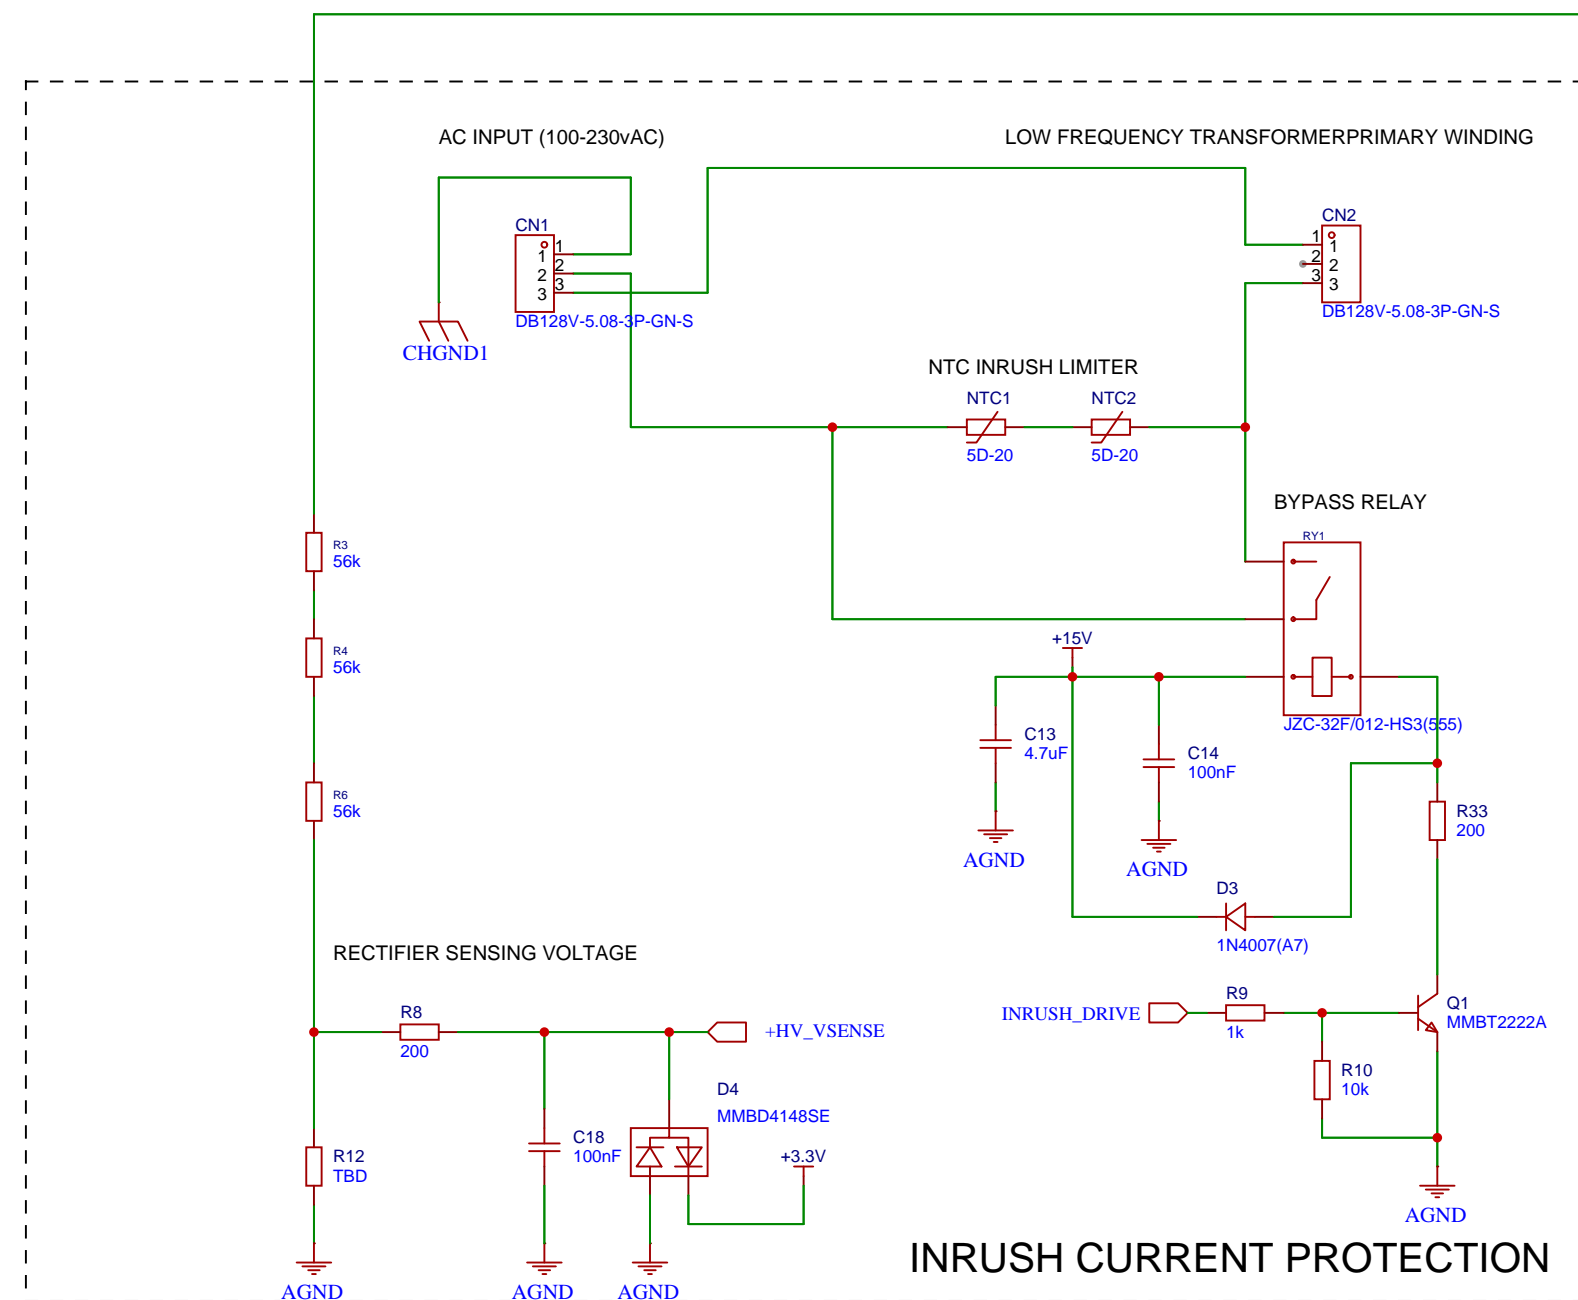 AC INPUT (100-230vAC)
LOW FREQUENCY TRANSFORMERPRIMARY WINDING
CN1
1
2
3
1
2
3
DB128V-5.08-3P-GN-S
CHGND1
CN2
1
2
3
1
2
3
DB128V-5.08-3P-GN-S
NTC INRUSH LIMITER
NTC1
5D-20
NTC2
5D-20
BYPASS RELAY
RY1
JZC-32F/012-HS3(555)
R3
56k
R4
56k
R6
56k
+15V
C13
4.7uF
AGND
C14
100nF
AGND
R33
200
D3
1N4007(A7)
RECTIFIER SENSING VOLTAGE
R8
200
+HV_VSENSE
INRUSH_DRIVE
R9
1k
Q1
MMBT2222A
R10
10k
D4
MMBD4148SE
C18
100nF
+3.3V
R12
TBD
AGND
AGND
AGND
AGND
INRUSH CURRENT PROTECTION